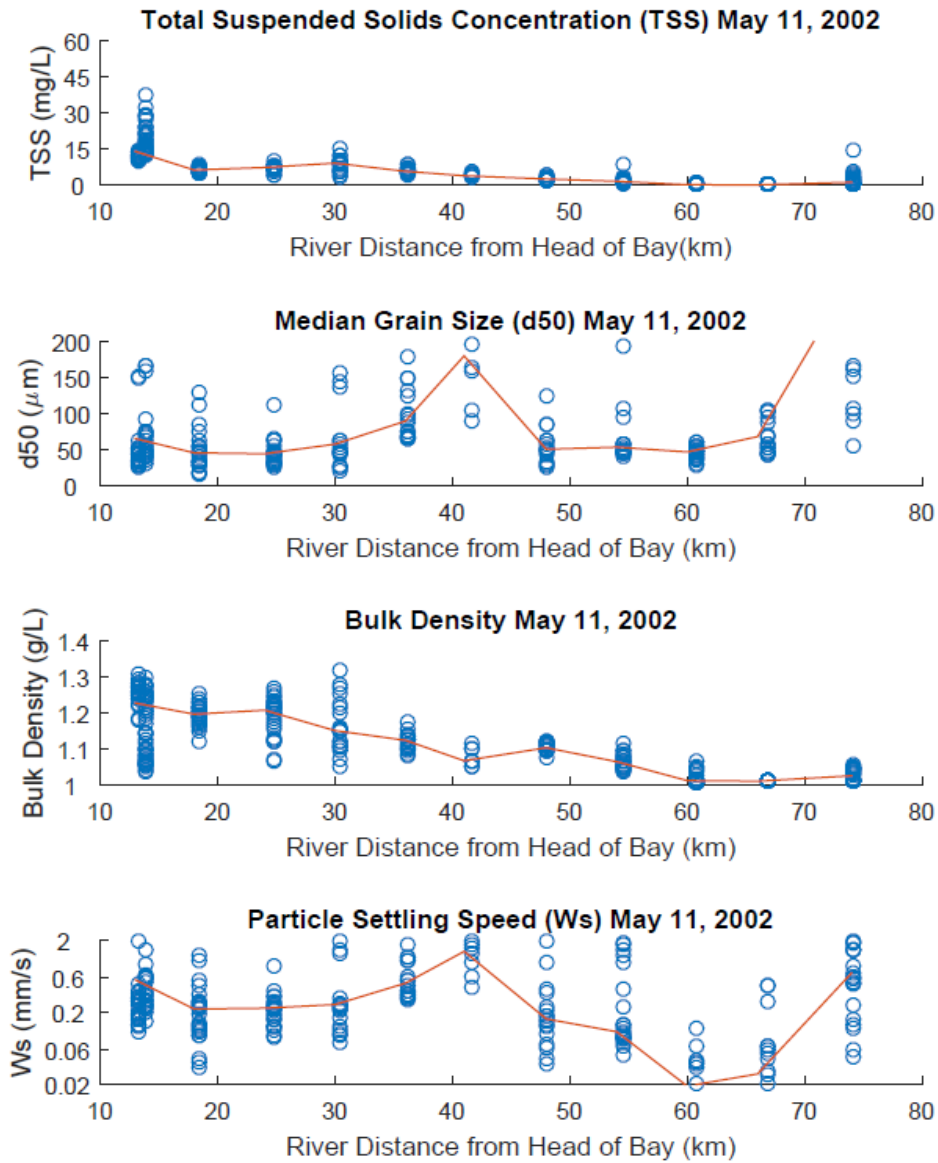 Total Suspended Solids Concentration (TSS) May 11, 2002
TSS (mg/L)
60
45
30
15
0
10 20 30 40 50 60 70 80
River Distance from Head of Bay(km)
Median Grain Size (d50) May 11, 2002
d50 (μm)
200
150
100
50
0
10 20 30 40 50 60 70 80
River Distance from Head of Bay (km)
Bulk Density May 11, 2002
Bulk Density (g/L)
1.4
1.3
1.2
1.1
1
10 20 30 40 50 60 70 80
River Distance from Head of Bay (km)
Particle Settling Speed (Ws) May 11, 2002
Ws (mm/s)
2
0.6
0.2
0.06
0.02
10 20 30 40 50 60 70 80
River Distance from Head of Bay (km)